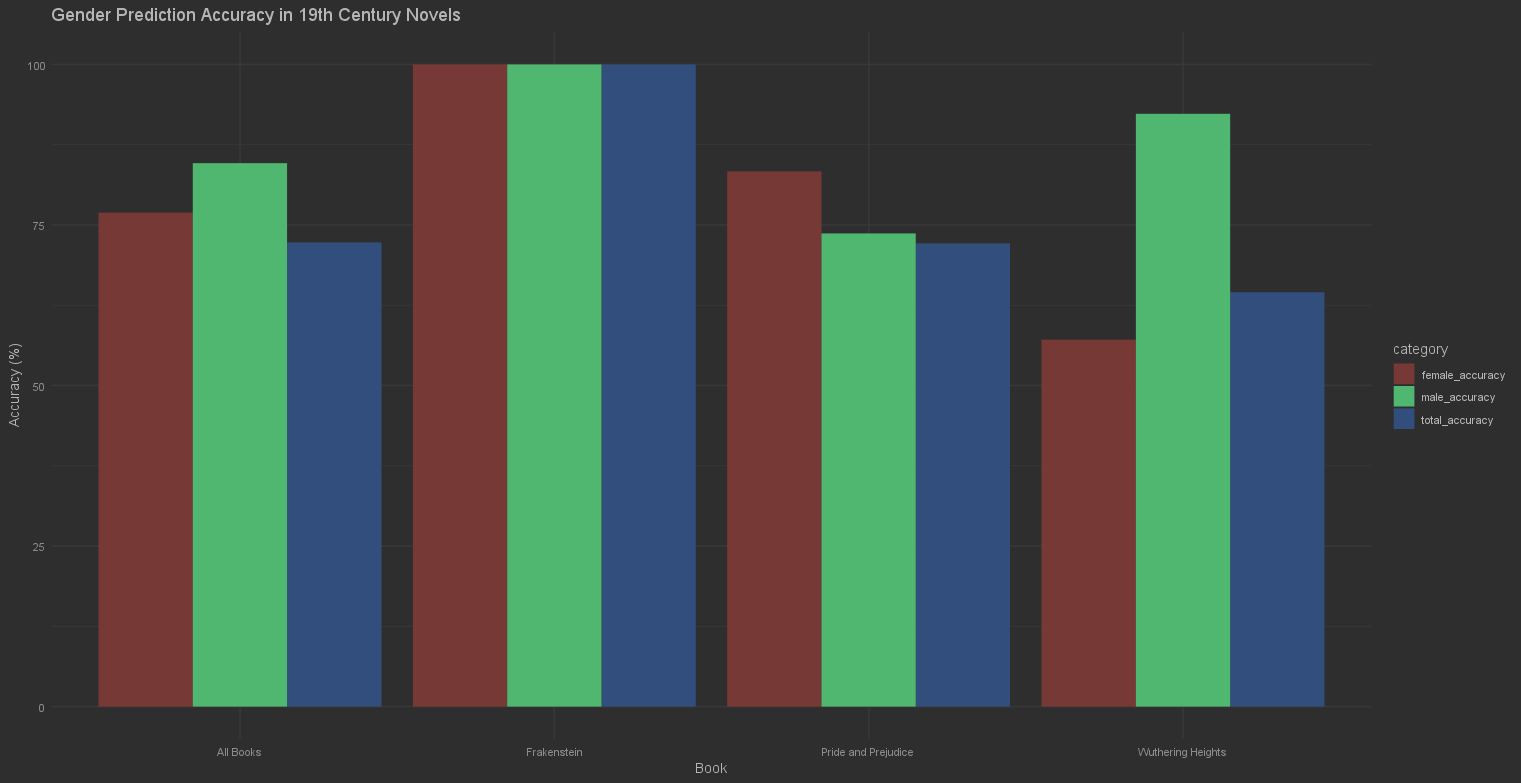 Gender Prediction Accuracy in 19th Century Novels
100
75
50
25
0
Accuracy (%)
All Books
Frakenstein
Pride and Prejudice
Wuthering Heights
Book
category
female_accuracy
male_accuracy
total_accuracy